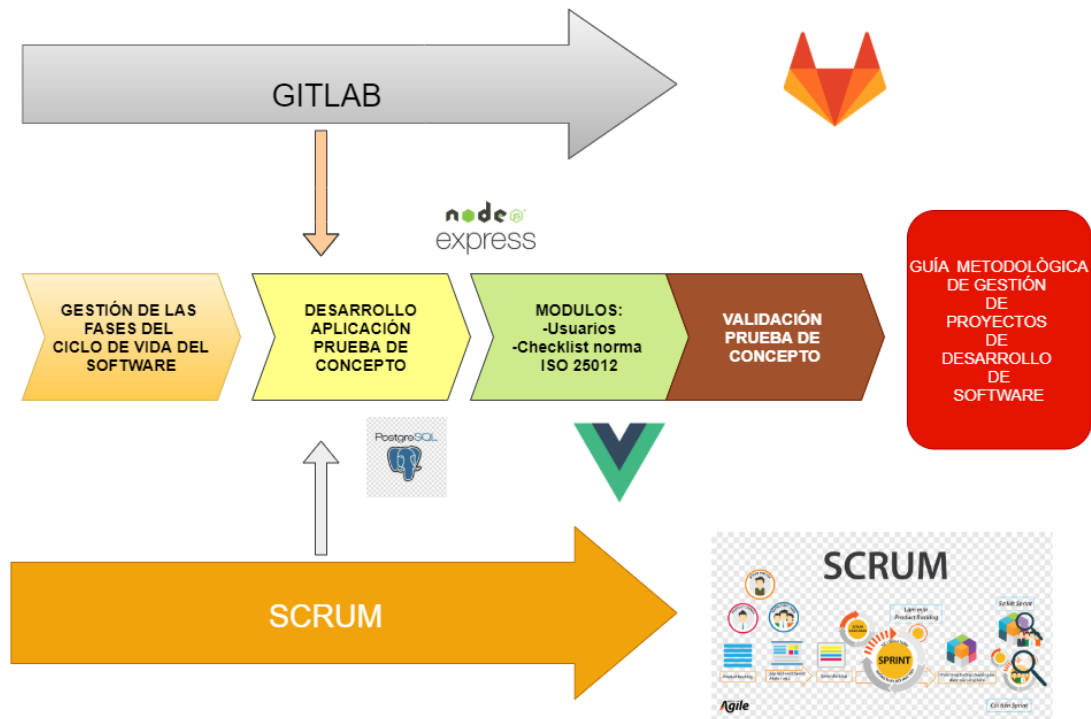 GITLAB
node JS
express
GESTIÓN DE LAS
FASES DEL
CICLO DE VIDA DEL
SOFTWARE
DESARROLLO
APLICACIÓN
PRUEBA DE
CONCEPTO
MODULOS:
-Usuarios
-Checklist norma
ISO 25012
VALIDACIÓN
PRUEBA DE
CONCEPTO
GUÍA METODOLÒGICA
DE GESTIÓN
DE
PROYECTOS
DE
DESARROLLO
DE
SOFTWARE
PostgreSQL
SCRUM
SCRUM
Product Backlog
SPRINT
Agile